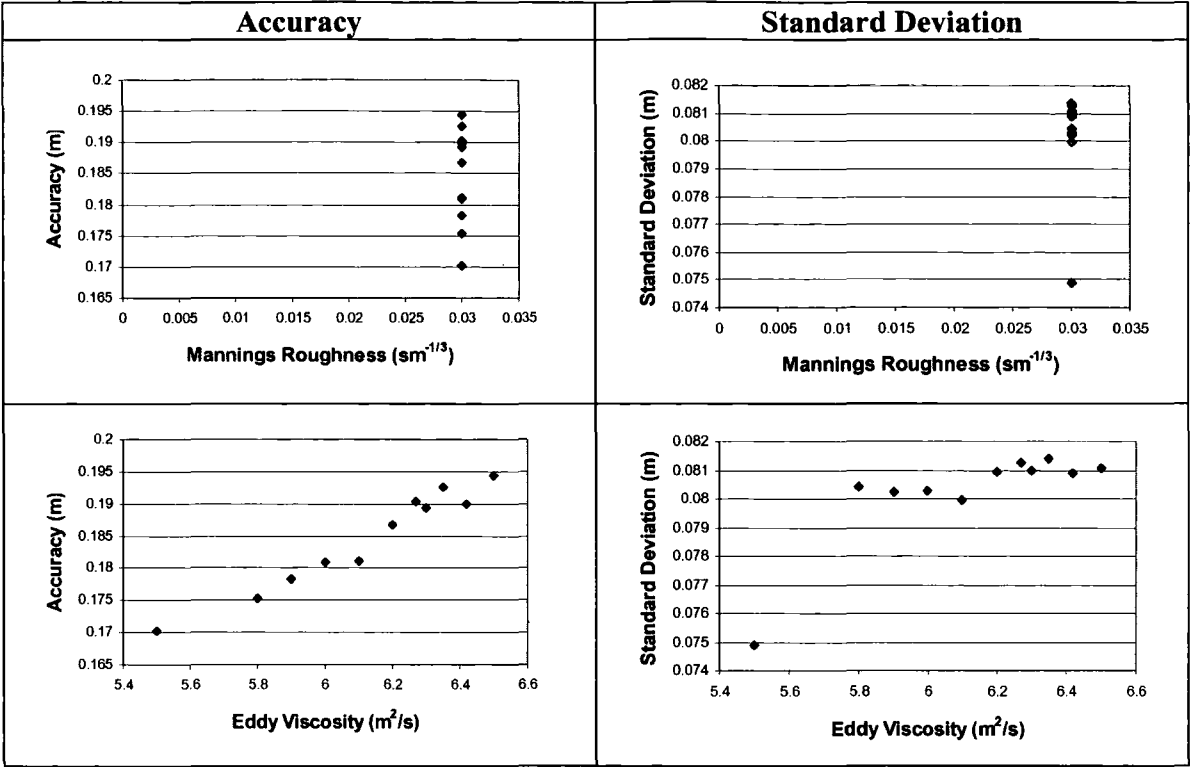 Accuracy
Standard Deviation
Accuracy (m)
0.2
0.195
0.19
0.185
0.18
0.175
0.17
0.165
0 0.005 0.01 0.015 0.02 0.025 0.03 0.035
Mannings Roughness (sm-1/3)
Standard Deviation (m)
0.082
0.081
0.08
0.079
0.078
0.077
0.076
0.075
0.074
0 0.005 0.01 0.015 0.02 0.025 0.03 0.035
Mannings Roughness (sm-1/3)
Accuracy (m)
0.2
0.195
0.19
0.185
0.18
0.175
0.17
0.165
5.4 5.6 5.8 6 6.2 6.4 6.6
Eddy Viscosity (m2/s)
Standard Deviation (m)
0.082
0.081
0.08
0.079
0.078
0.077
0.076
0.075
0.074
5.4 5.6 5.8 6 6.2 6.4 6.6
Eddy Viscosity (m2/s)